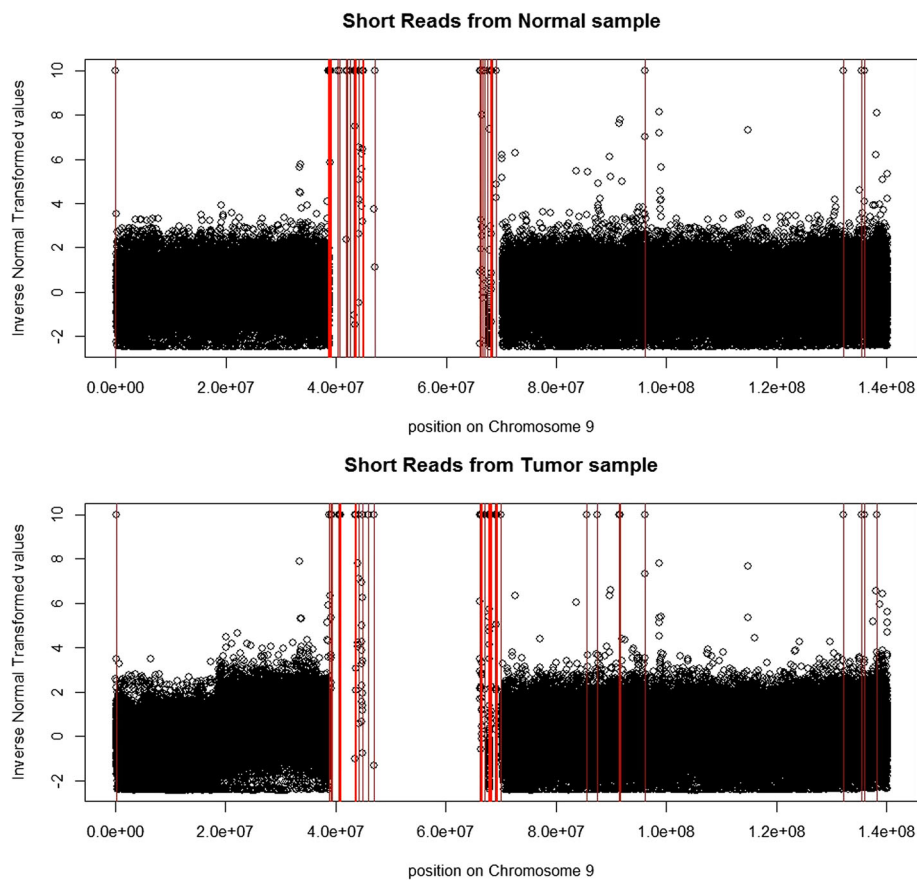 Short Reads from Normal sample
Inverse Normal Transformed values
10
8
6
4
2
0
-2
0.0e+00 2.0e+07 4.0e+07 6.0e+07 8.0e+07 1.0e+08 1.2e+08 1.4e+08
position on Chromosome 9
Short Reads from Tumor sample
Inverse Normal Transformed values
10
8
6
4
2
0
-2
0.0e+00 2.0e+07 4.0e+07 6.0e+07 8.0e+07 1.0e+08 1.2e+08 1.4e+08
position on Chromosome 9